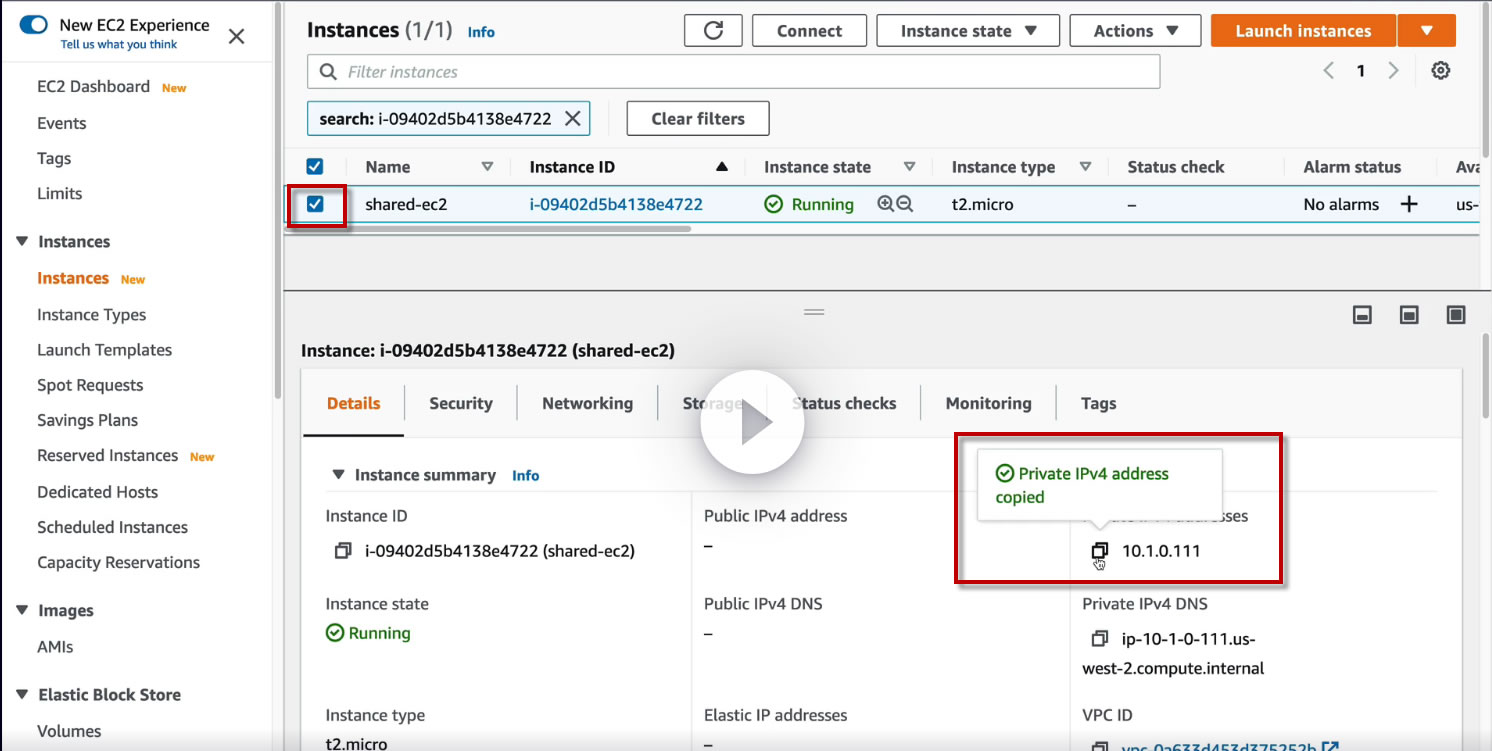 New EC2 Experience
Tell us what you think
EC2 Dashboard New
Events
Tags
Limits
Instances
Instances New
Instance Types
Launch Templates
Spot Requests
Savings Plans
Reserved Instances New
Dedicated Hosts
Scheduled Instances
Capacity Reservations
Images
AMIs
Elastic Block Store
Volumes
Instances (1/1) Info
Connect
Instance state
Actions
Launch instances
Filter instances
1
search: i-09402d5b4138e4722
Clear filters
Name Instance ID Instance state Instance type Status check Alarm status Ava
shared-ec2 i-09402d5b4138e4722 Running t2.micro – No alarms + us-
Instance: i-09402d5b4138e4722 (shared-ec2)
Details Security Networking Storage Status checks Monitoring Tags
Instance summary Info
Private IPv4 address
copied
Instance ID
i-09402d5b4138e4722 (shared-ec2)
Public IPv4 address
–
10.1.0.111
Instance state
Running
Public IPv4 DNS
–
Private IPv4 DNS
ip-10-1-0-111.us-
west-2.compute.internal
Instance type
t2.micro
Elastic IP addresses
–
VPC ID
vpc-0a633d453d375252b